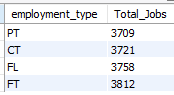 employment_type Total_Jobs
PT 3709
CT 3721
FL 3758
FT 3812